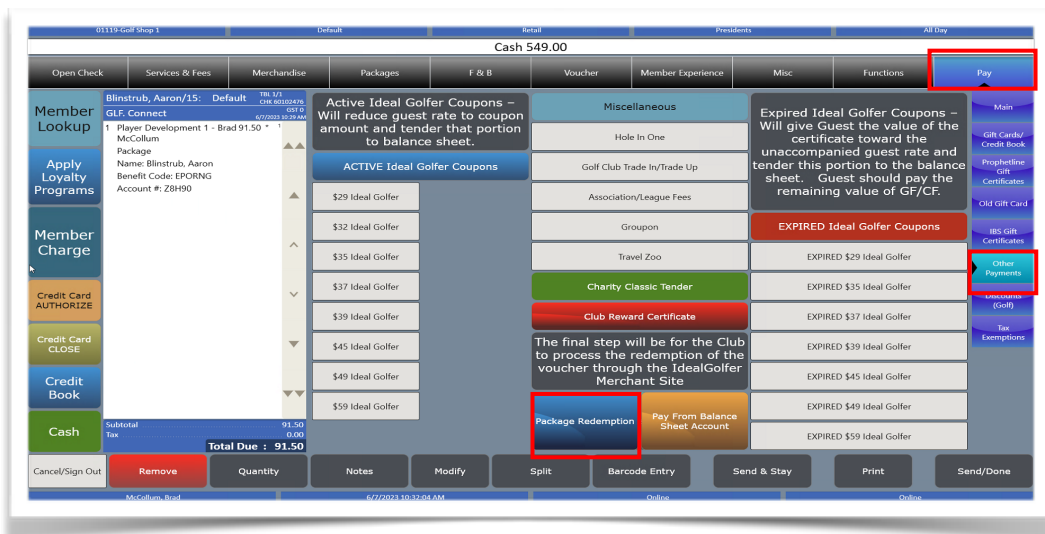 01119-Golf Shop 1
Default
Retail
Presidents
All Day
Cash 549.00
Open Check
Services & Fees
Merchandise
Packages
F & B
Voucher
Member Experience
Misc
Functions
Pay
Member
Lookup
Apply
Loyalty
Programs
Member
Charge
Credit Card
AUTHORIZE
Credit Card
CLOSE
Credit
Book
Cash
Blinstrub, Aaron/15: Default
TBL 1/1
CHK 60102476
GLF. Connect
GST 0
6/7/2023 10:29 AM
1 Player Development 1 - Brad 91.50 * 1
McCollum
Package
Name: Blinstrub, Aaron
Benefit Code: EPORNG
Account #: Z8H90
Subtotal 91.50
Tax 0.00
Total Due : 91.50
Active Ideal Golfer Coupons –
Will reduce guest rate to coupon
amount and tender that portion
to balance sheet.
ACTIVE Ideal Golfer Coupons
$29 Ideal Golfer
$32 Ideal Golfer
$35 Ideal Golfer
$37 Ideal Golfer
$39 Ideal Golfer
$45 Ideal Golfer
$49 Ideal Golfer
$59 Ideal Golfer
Miscellaneous
Hole In One
Golf Club Trade In/Trade Up
Association/League Fees
Groupon
Travel Zoo
Charity Classic Tender
Club Reward Certificate
The final step will be for the Club
to process the redemption of the
voucher through the IdealGolfer
Merchant Site
Package Redemption
Pay From Balance
Sheet Account
Expired Ideal Golfer Coupons –
Will give Guest the value of the
certificate toward the
unaccompanied guest rate and
tender this portion to the balance
sheet. Guest should pay the
remaining value of GF/CF.
EXPIRED Ideal Golfer Coupons
EXPIRED $29 Ideal Golfer
EXPIRED $35 Ideal Golfer
EXPIRED $37 Ideal Golfer
EXPIRED $39 Ideal Golfer
EXPIRED $45 Ideal Golfer
EXPIRED $49 Ideal Golfer
EXPIRED $59 Ideal Golfer
Main
Gift Cards/
Credit Book
Prophetline
Gift
Certificates
Old Gift Card
IBS Gift
Certificates
Other
Payments
Discounts
(Golf)
Tax
Exemptions
Cancel/Sign Out
Remove
Quantity
Notes
Modify
Split
Barcode Entry
Send & Stay
Print
Send/Done
McCollum, Brad
6/7/2023 10:32:04 AM
Online
Online